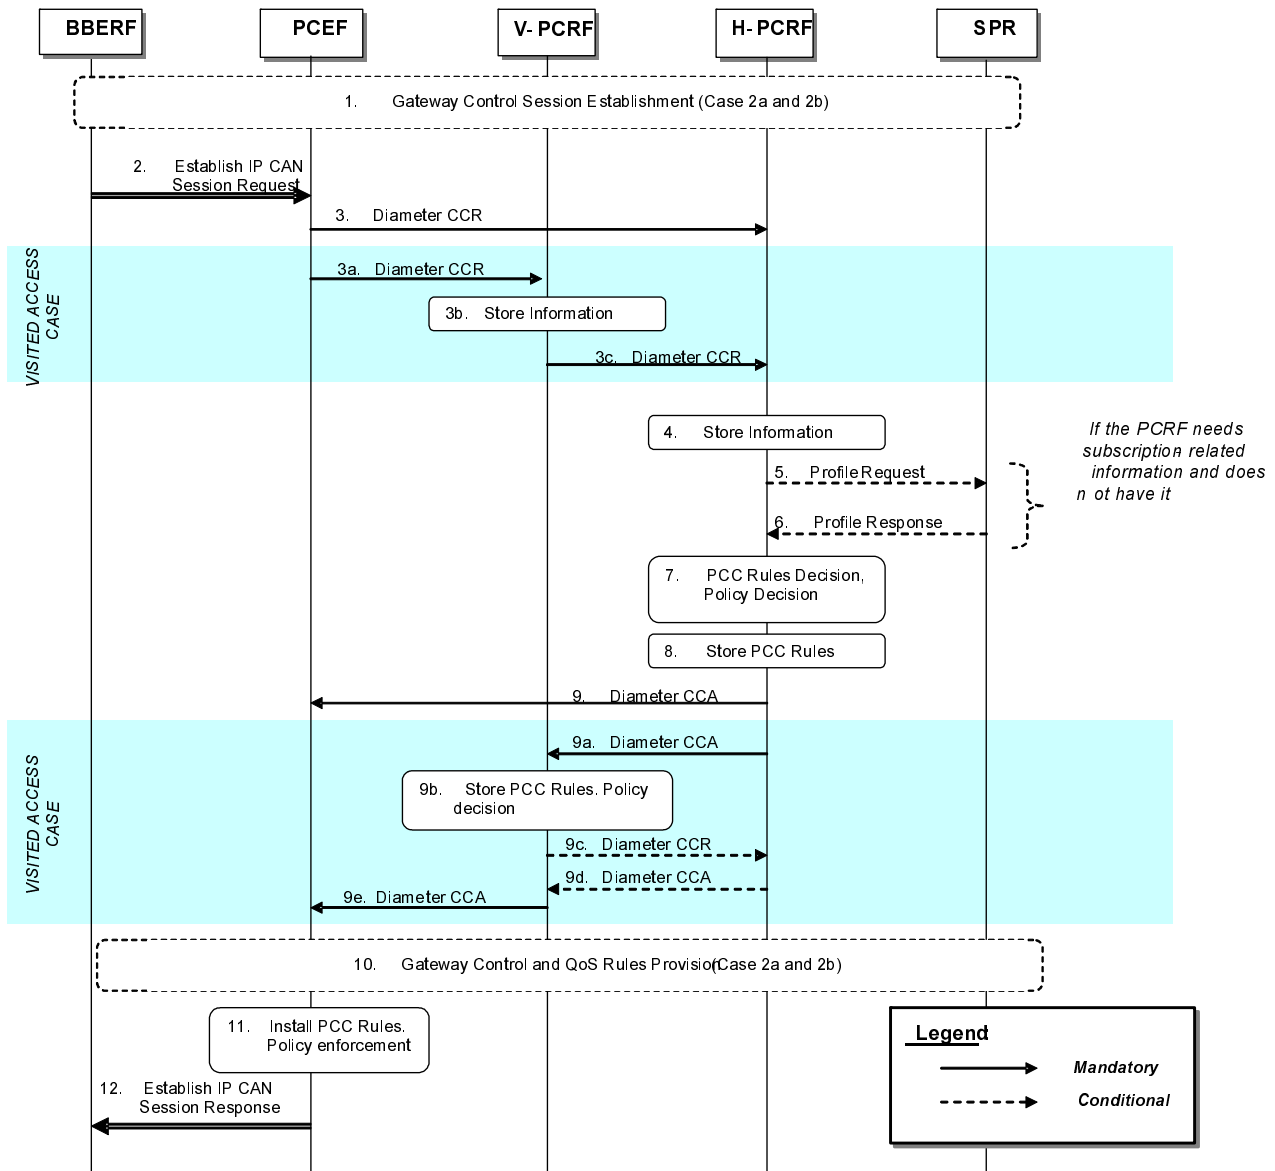 BBERF
PCEF
V- PCRF
H- PCRF
SPR
1. Gateway Control Session Establishment (Case 2a and 2b)
2. Establish IP CAN
Session Request
3. Diameter CCR
VISITED ACCESS
CASE
3a. Diameter CCR
3b. Store Information
3c. Diameter CCR
4. Store Information
If the PCRF needs
subscription related
information and does
n ot have it
5. Profile Request
6. Profile Response
7. PCC Rules Decision,
Policy Decision
8. Store PCC Rules
9. Diameter CCA
VISITED ACCESS
CASE
9a. Diameter CCA
9b. Store PCC Rules. Policy
decision
9c. Diameter CCR
9d. Diameter CCA
9e. Diameter CCA
10. Gateway Control and QoS Rules Provision (Case 2a and 2b)
11. Install PCC Rules.
Policy enforcement
12. Establish IP CAN
Session Response
Legend:
Mandatory
Conditional